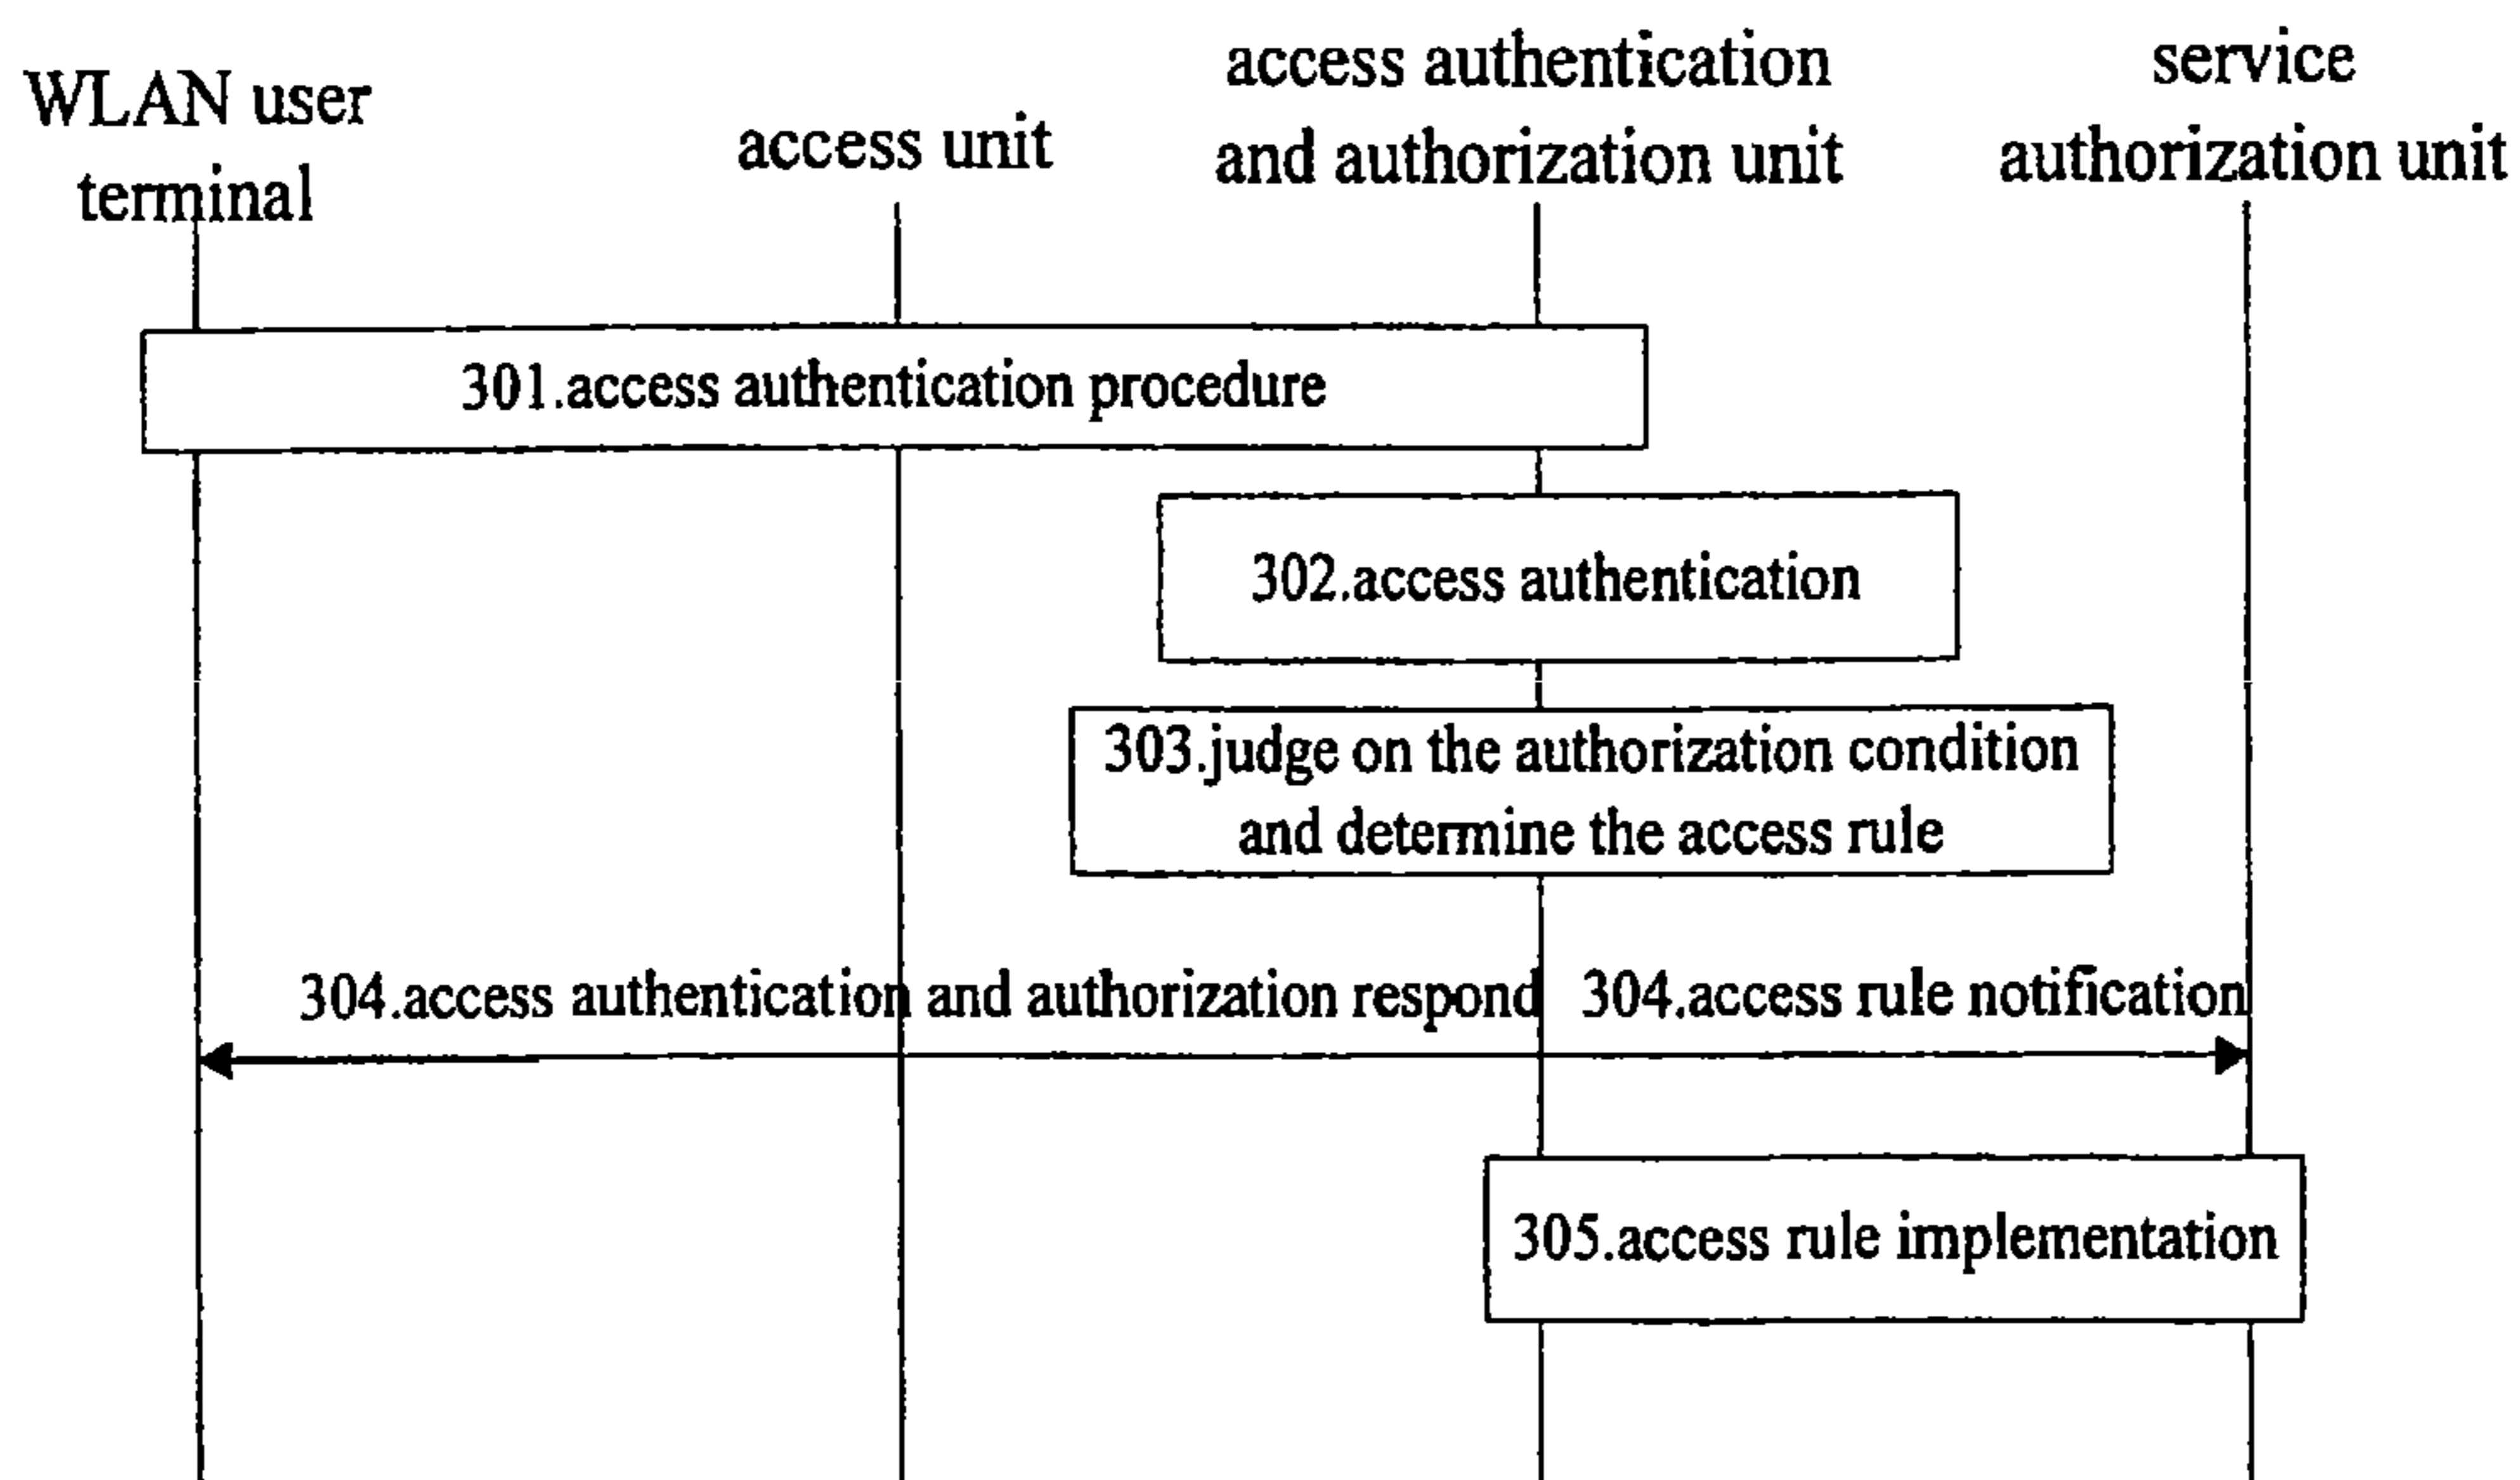 WLAN user
terminal
access unit
access authentication
and authorization unit
service
authorization unit
301.access authentication procedure
302.access authentication
303.judge on the authorization condition
and determine the access rule
304.access authentication and authorization respond
304.access rule notification
305.access rule implementation